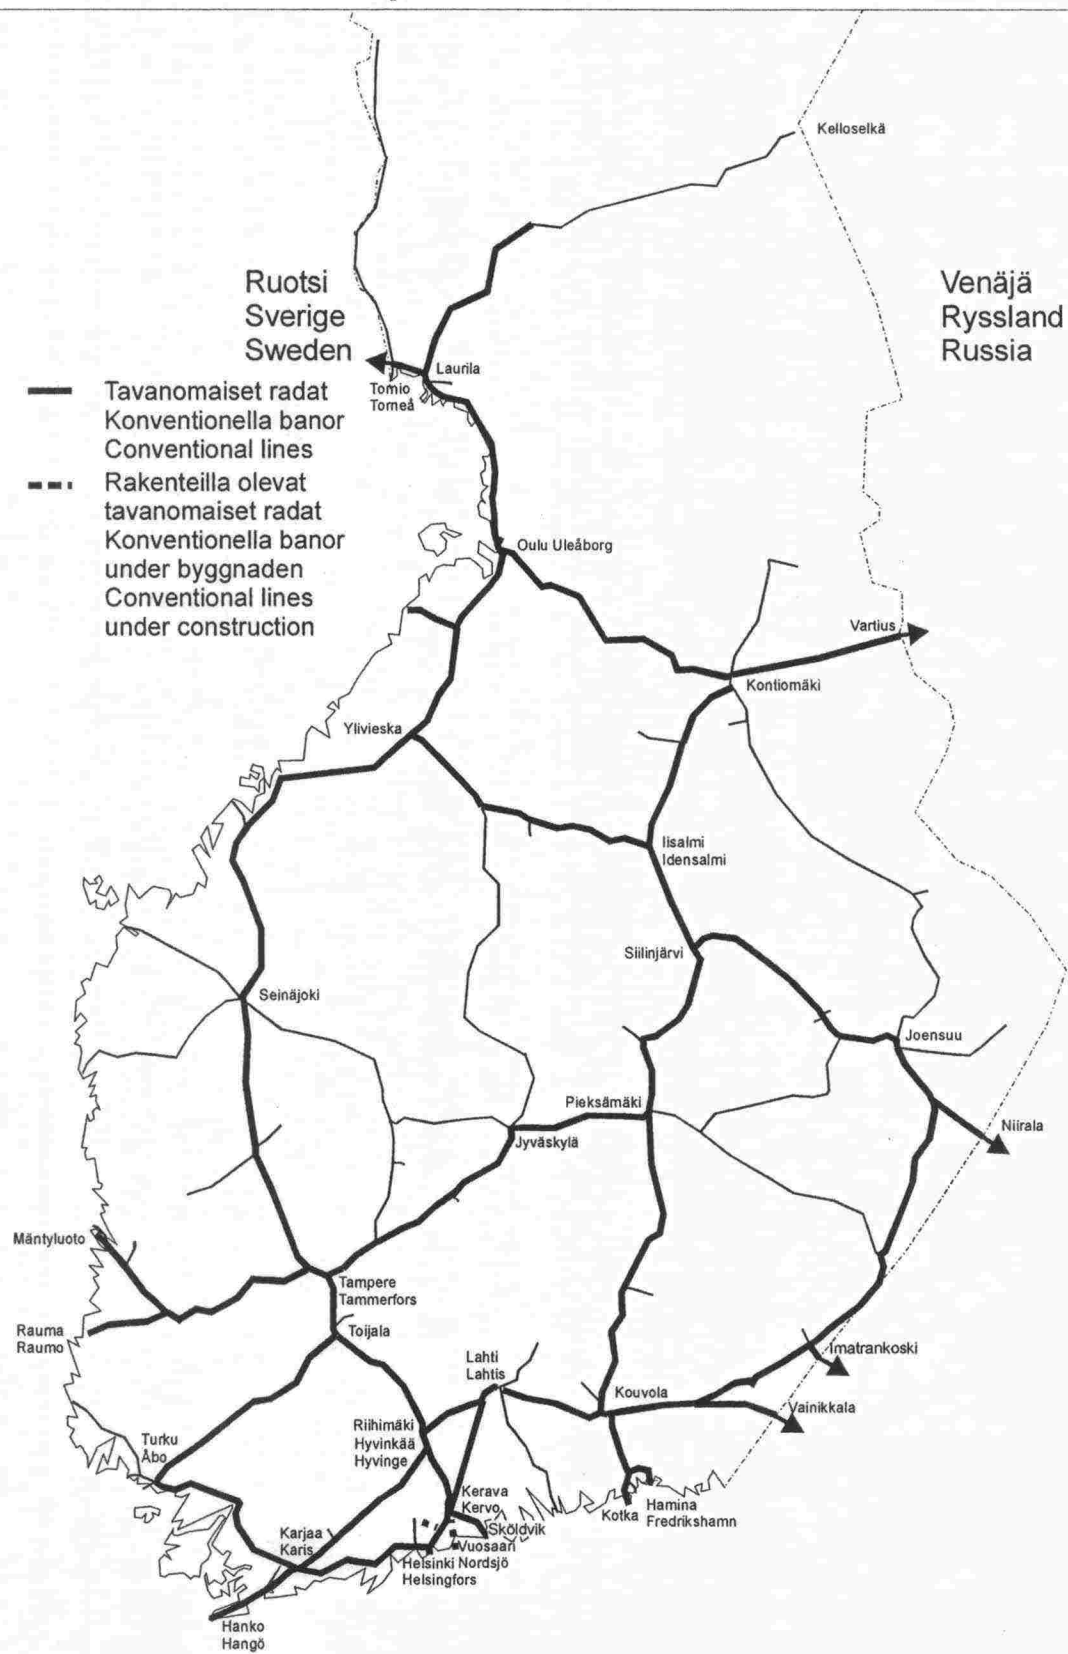 Kelloselkä
Ruotsi
Sverige
Sweden
Venäjä
Ryssland
Russia
Laurila
Tornio
Torneå
Tavanomaiset radat
Konventionella banor
Conventional lines
Rakenteilla olevat
tavanomaiset radat
Konventionella banor
under byggnaden
Conventional lines
under construction
Oulu Uleåborg
Vartius
Kontiomäki
Ylivieska
Iisalmi
Idensalmi
Siilinjärvi
Seinäjoki
Joensuu
Pieksämäki
Niirala
Jyväskylä
Mäntyluoto
Tampere
Tammerfors
Rauma
Raumo
Toijala
Imatrankoski
Lahti
Lahtis
Kouvola
Vainikkala
Riihimäki
Hyvinkää
Hyvinge
Turku
Åbo
Kerava
Kervo
Hamina
Fredrikshamn
Kotka
Sköldvik
Karjaa
Karis
Vuosaari
Nordsjö
Helsinki
Helsingfors
Hanko
Hangö